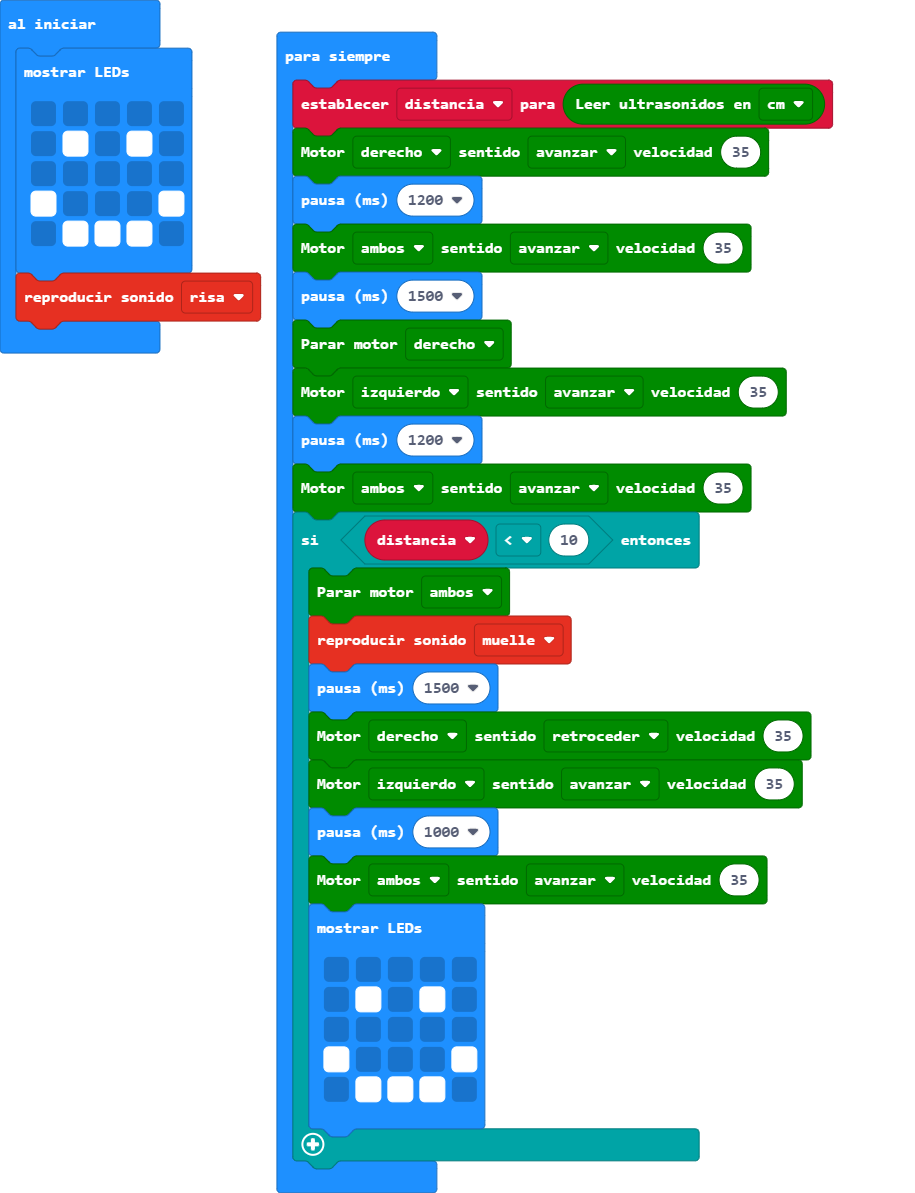 al iniciar
mostrar LEDs
reproducir sonido risa
para siempre
establecer distancia para Leer ultrasonidos en cm
Motor derecho sentido avanzar velocidad 35
pausa (ms) 1200
Motor ambos sentido avanzar velocidad 35
pausa (ms) 1500
Parar motor derecho
Motor izquierdo sentido avanzar velocidad 35
pausa (ms) 1200
Motor ambos sentido avanzar velocidad 35
si distancia < 10 entonces
Parar motor ambos
reproducir sonido muelle
pausa (ms) 1500
Motor derecho sentido retroceder velocidad 35
Motor izquierdo sentido avanzar velocidad 35
pausa (ms) 1000
Motor ambos sentido avanzar velocidad 35
mostrar LEDs